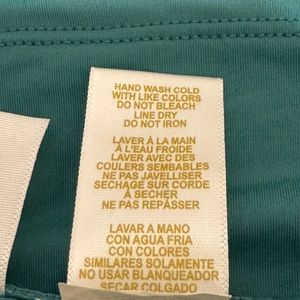 HAND WASH COLD
WITH LIKE COLORS
DO NOT BLEACH
LINE DRY
DO NOT IRON
LAVER À LA MAIN
À L'EAU FROIDE
LAVER AVEC DES
COULERS SEMBABLES
NE PAS JAVELLISER
SECHAGE SUR CORDE
À SECHER
NE PAS REPÁSSER
LAVAR A MANO
CON AGUA FRIA
CON COLORES
SIMILARES SOLAMENTE
NO USAR BLANQUEADOR
SECAR COLGADO